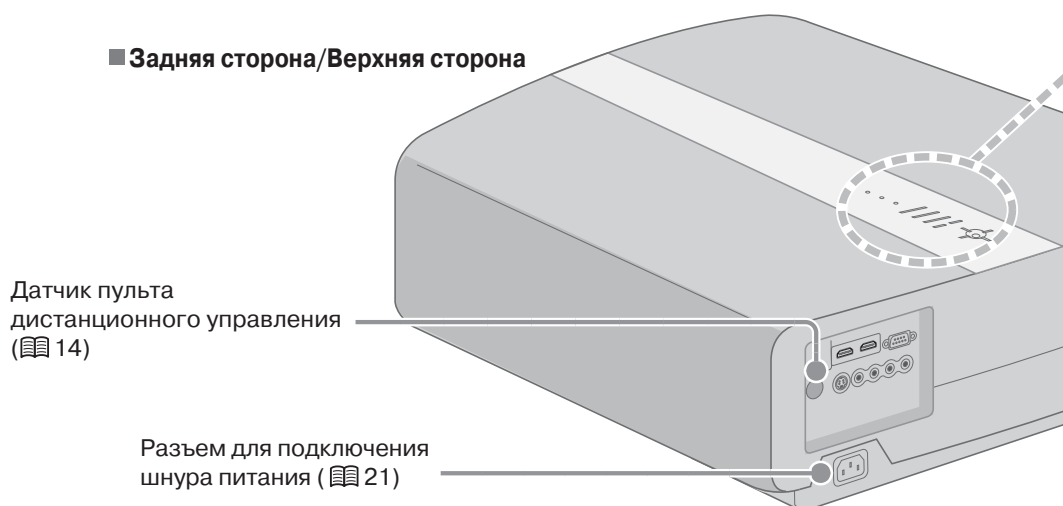 ■Задняя сторона/Верхняя сторона
Датчик пульта
дистанционного управления
(14)
Разъем для подключения
шнура питания (21)